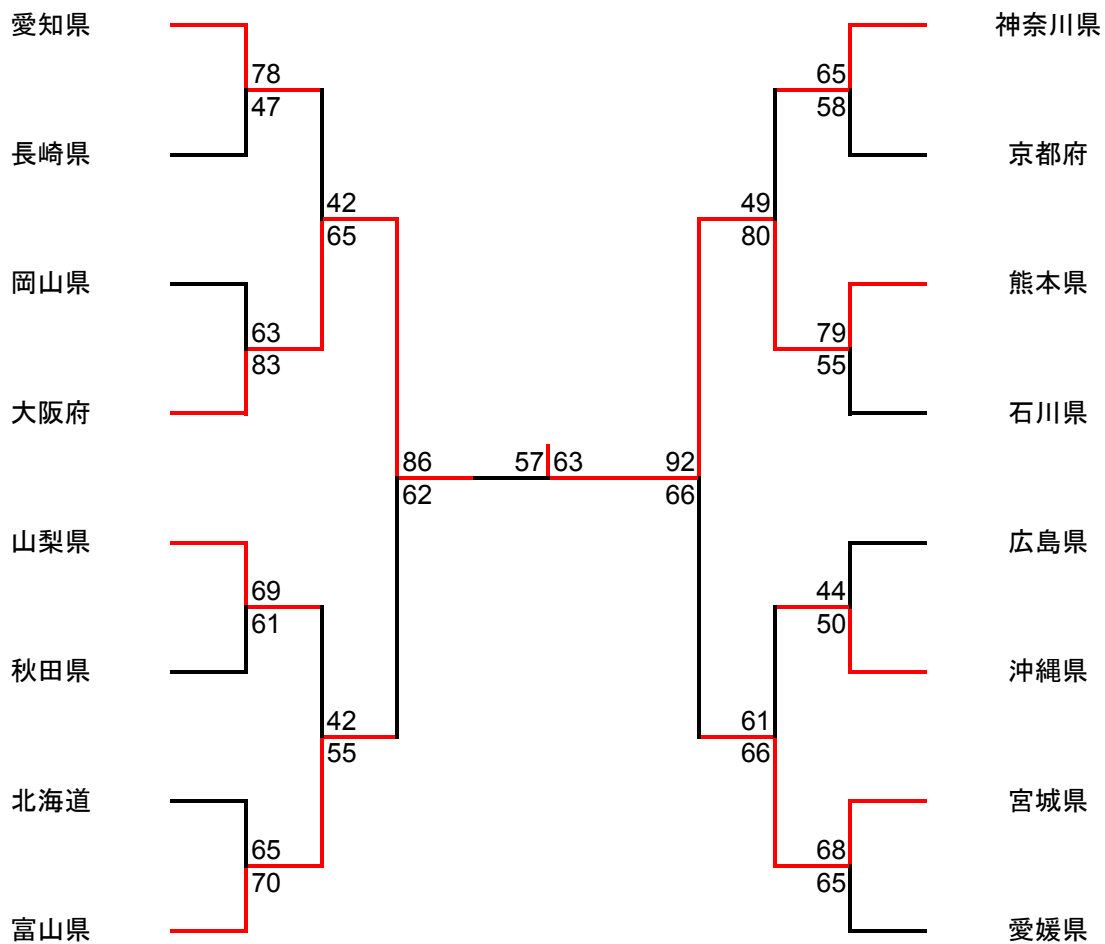 愛知県 神奈川県
78 65
47 58
長崎県 京都府
42 49
65 80
岡山県 熊本県
63 79
83 55
大阪府 石川県
86 57 63 92
62 66
山梨県 広島県
69 44
61 50
秋田県 沖縄県
42 61
55 66
北海道 宮城県
65 68
70 65
富山県 愛媛県